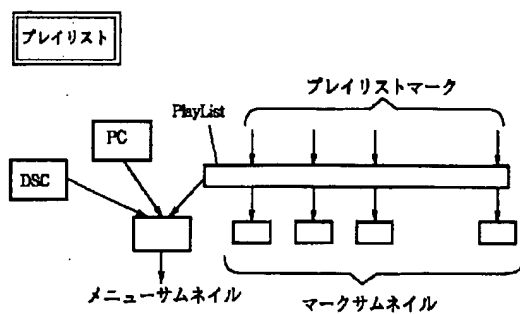 プレイリスト
プレイリストマーク
PlayList
PC
DSC
メニューサムネイル
マークサムネイル